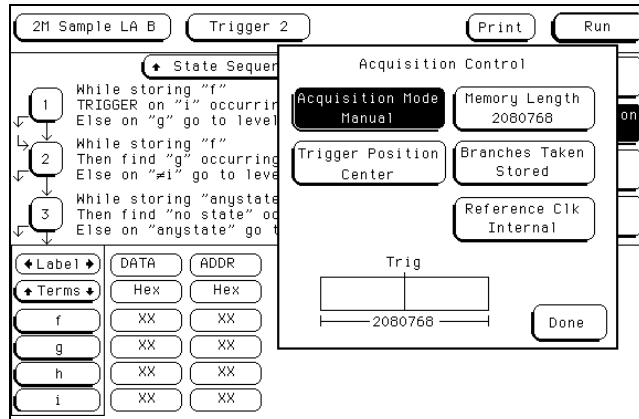 2M Sample LA B
Trigger 2
Print
Run
State Sequen
While storing "f"
1
TRIGGER on "i" occurrin
Else on "g" go to level
While storing "f"
2
Then find "g" occurring
Else on "≠i" go to leve
While storing "anystate
3
Then find "no state" oc
Else on "anystate" go t
on
Acquisition Control
Acquisition Mode
Manual
Memory Length
2080768
Trigger Position
Center
Branches Taken
Stored
Reference Clk
Internal
Trig
2080768
Done
Label
DATA
ADDR
Terms
Hex
Hex
f
XX
XX
g
XX
XX
h
XX
XX
i
XX
XX